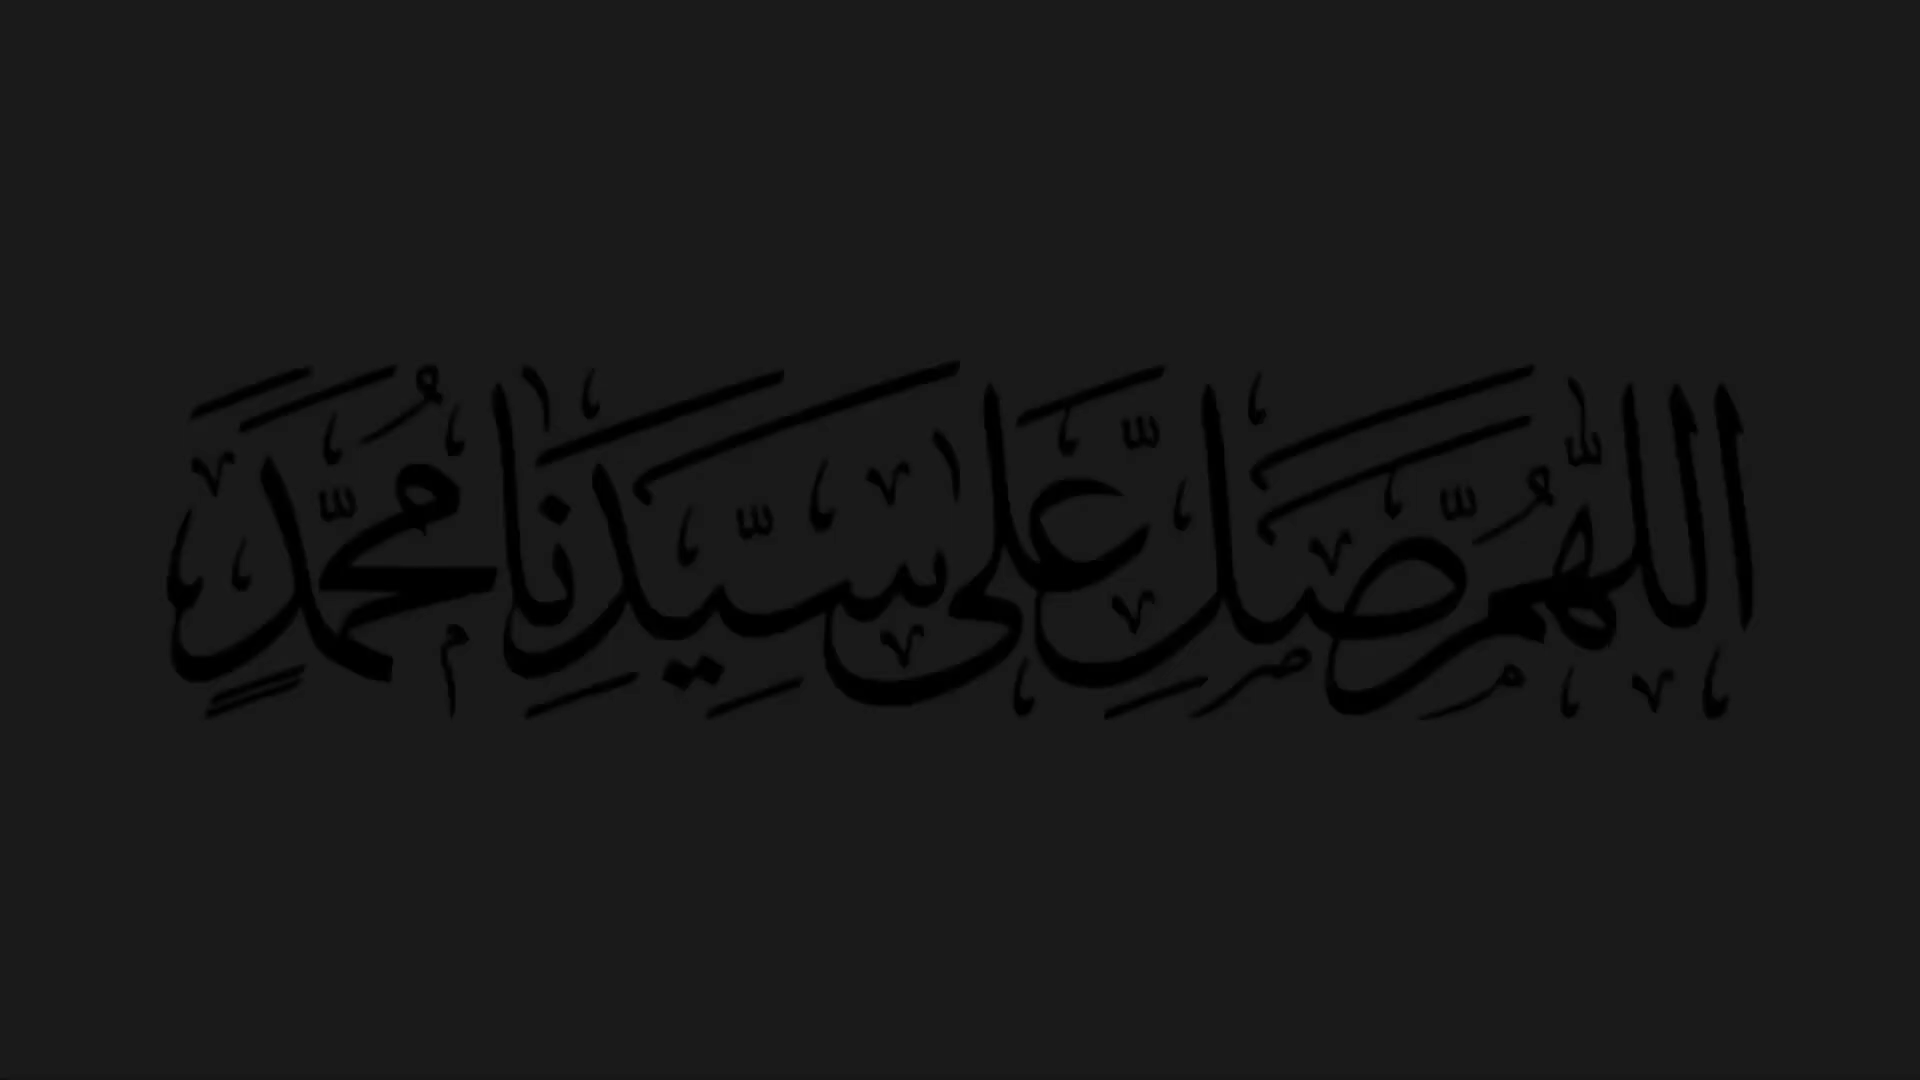 اللَّهُمَّ صَلِّ عَلَى سَيِّدِنَا مُحَمَّدٍ